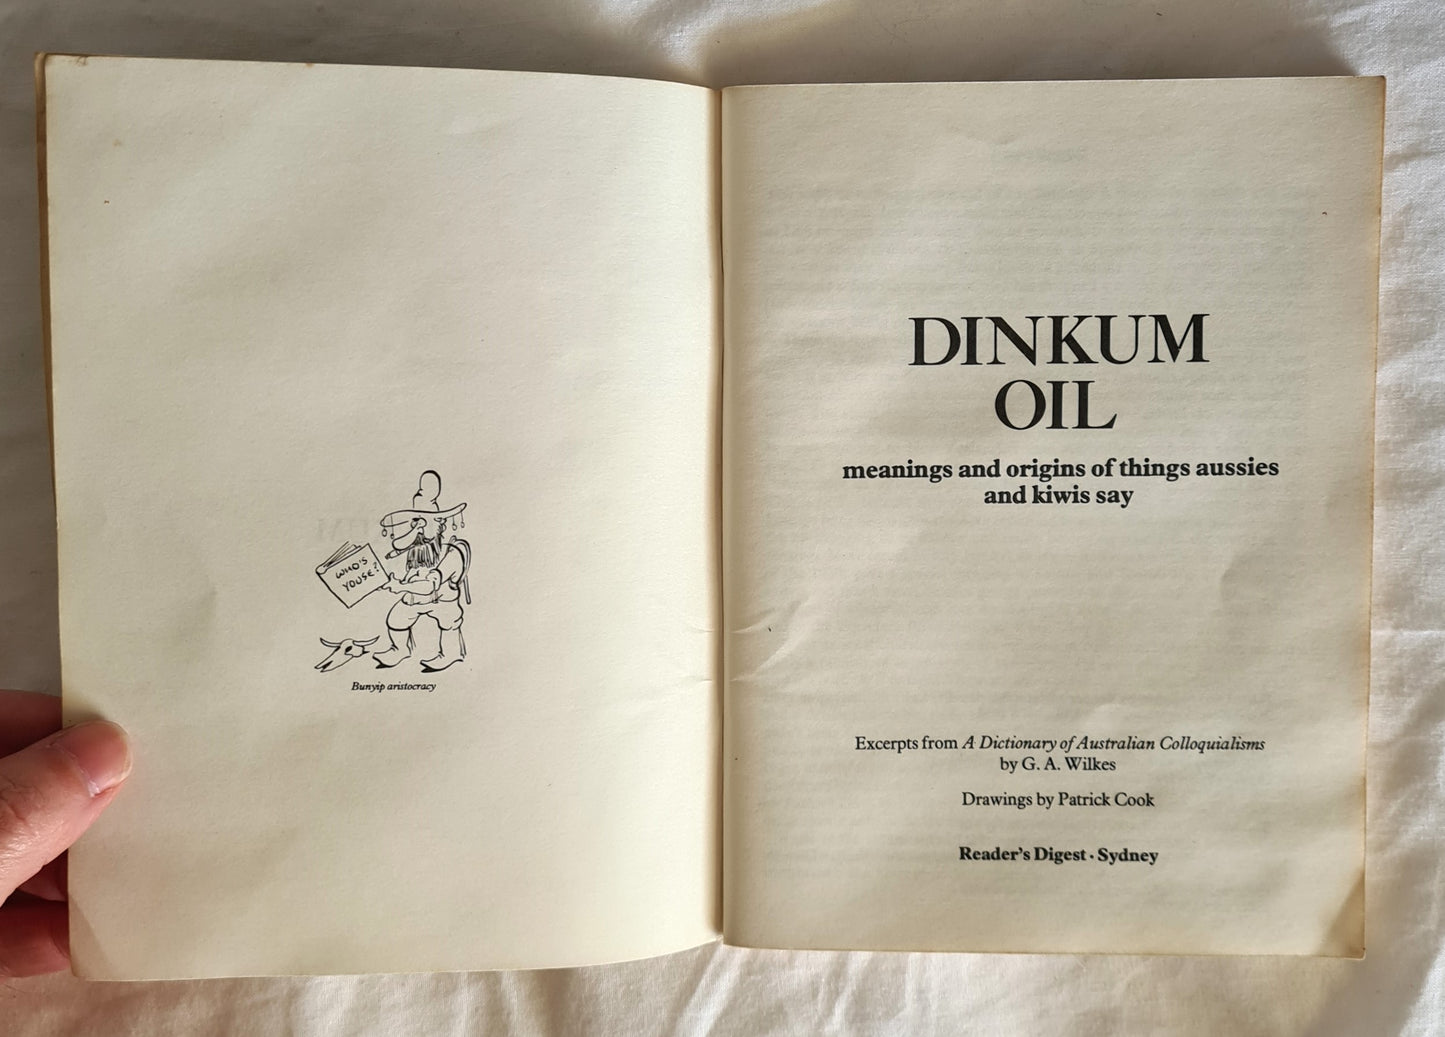 WHO'S
YOUSE?
Bunyip aristocracy
DINKUM
OIL
meanings and origins of things aussies
and kiwis say
Excerpts from A Dictionary of Australian Colloquialisms
by G. A. Wilkes
Drawings by Patrick Cook
Reader's Digest · Sydney